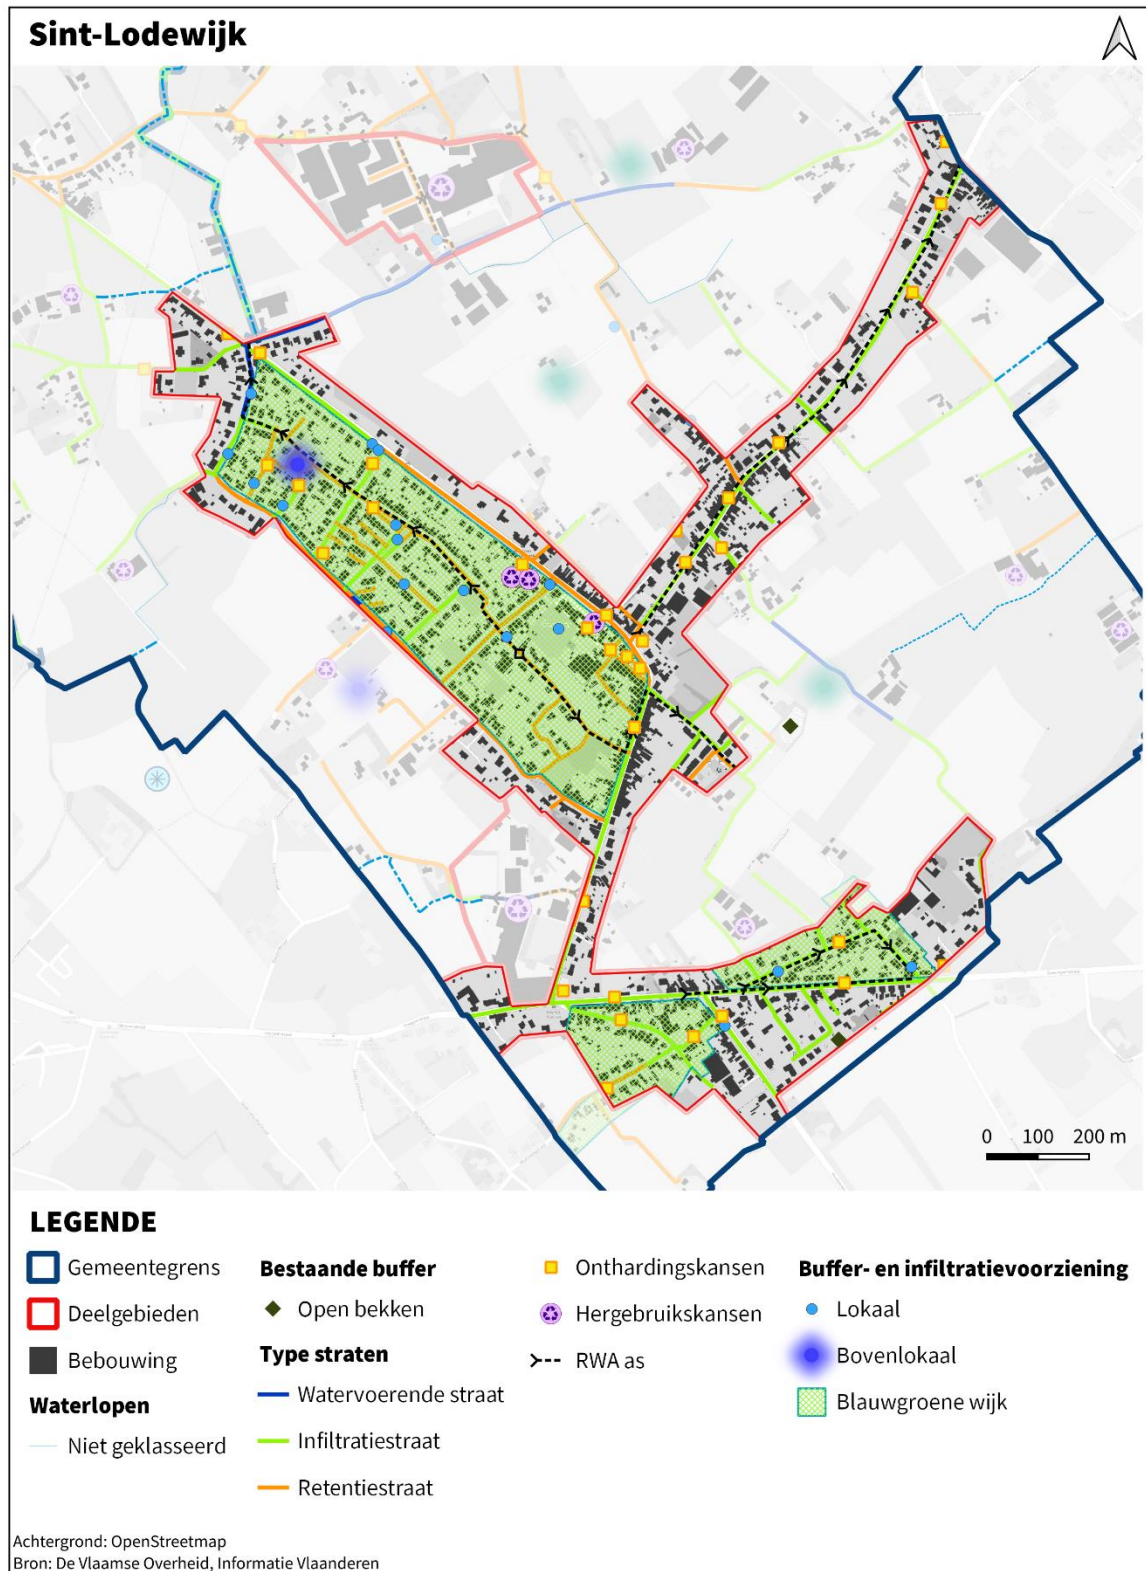 Sint-Lodewijk
0 100 200 m
LEGENDE
Gemeentegrens
Deelgebieden
Bebouwing
Waterlopen
Niet geklasseerd
Bestaande buffer
Open bekken
Type straten
Watervoerende straat
Infiltratiestraat
Retentiestraat
Onthardingskansen
Hergebruikskansen
RWA as
Buffer- en infiltratievoorziening
Lokaal
Bovenlokaal
Blauwgroene wijk
Achtergrond: OpenStreetmap
Bron: De Vlaamse Overheid, Informatie Vlaanderen